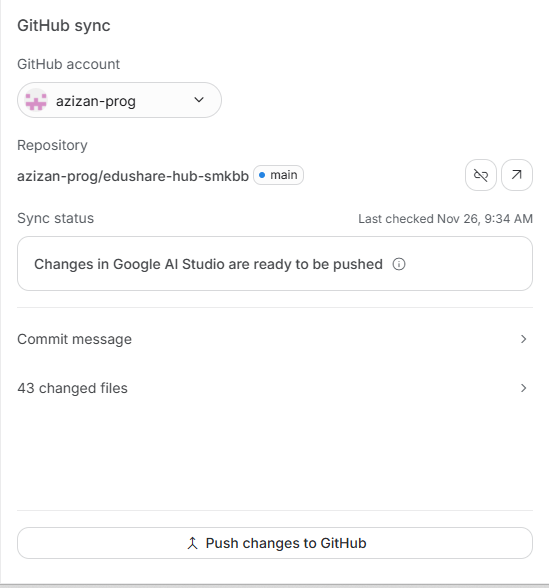 GitHub sync
GitHub account
azizan-prog
Repository
azizan-prog/edushare-hub-smkbb main
Sync status Last checked Nov 26, 9:34 AM
Changes in Google AI Studio are ready to be pushed
Commit message
43 changed files
Push changes to GitHub